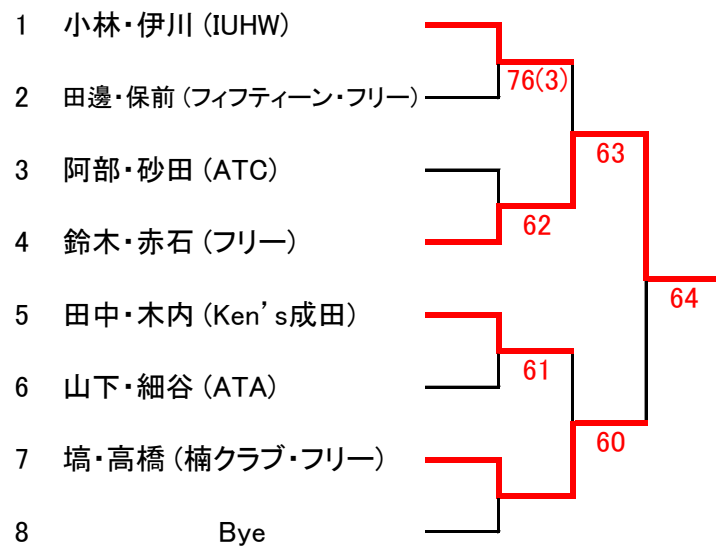 1 小林・伊川 (IUHW)
76(3)
2 田邊・保前 (フィフティーン・フリー)
63
3 阿部・砂田 (ATC)
62
4 鈴木・赤石 (フリー)
64
5 田中・木内 (Ken's成田)
61
6 山下・細谷 (ATA)
60
7 塙・高橋 (楠クラブ・フリー)
8 Bye